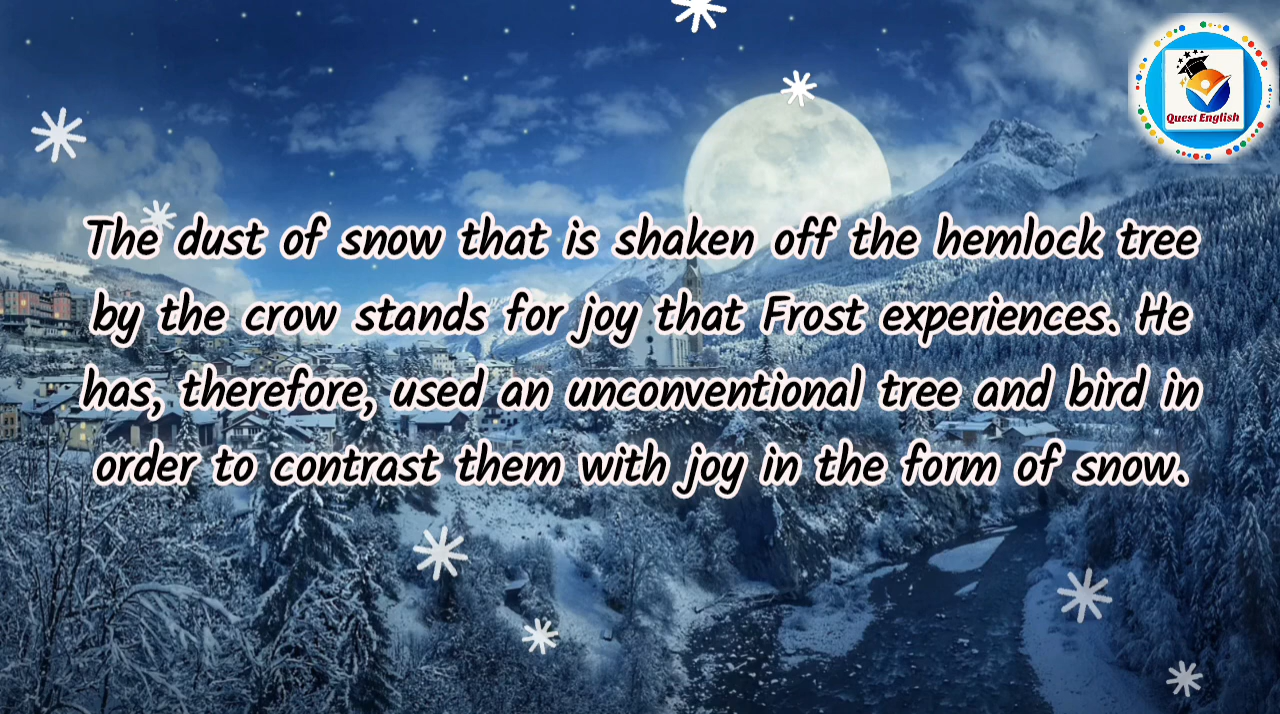 Quest English
The dust of snow that is shaken off the hemlock tree
by the crow stands for joy that Frost experiences. He
has, therefore, used an unconventional tree and bird in
order to contrast them with joy in the form of snow.